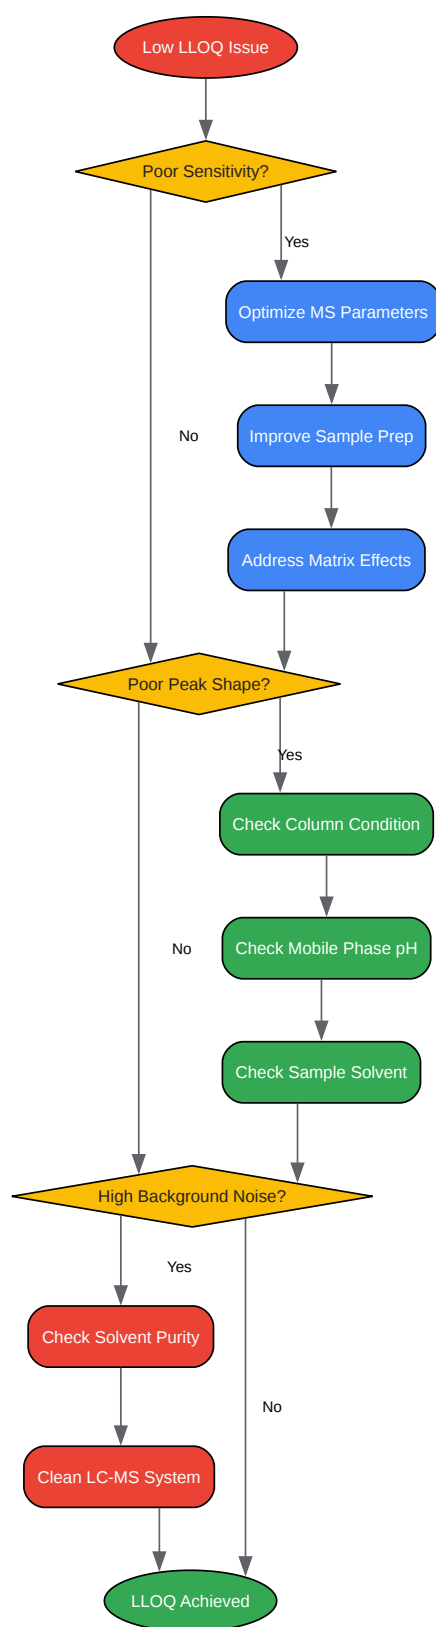 Low LLOQ Issue
Poor Sensitivity?
Yes
Optimize MS Parameters
No
Improve Sample Prep
Address Matrix Effects
Poor Peak Shape?
Yes
Check Column Condition
No
Check Mobile Phase pH
Check Sample Solvent
High Background Noise?
Yes
Check Solvent Purity
No
Clean LC-MS System
LLOQ Achieved